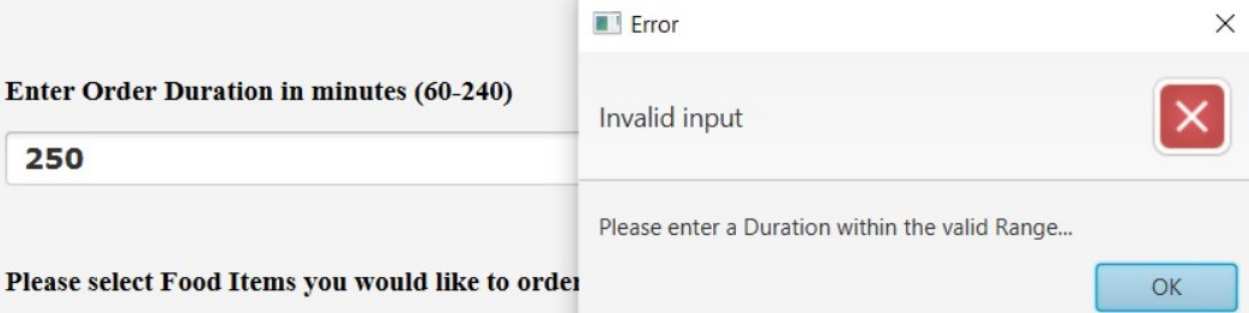 Enter Order Duration in minutes (60-240)
250
Please select Food Items you would like to order
Error
Invalid input
Please enter a Duration within the valid Range...
OK